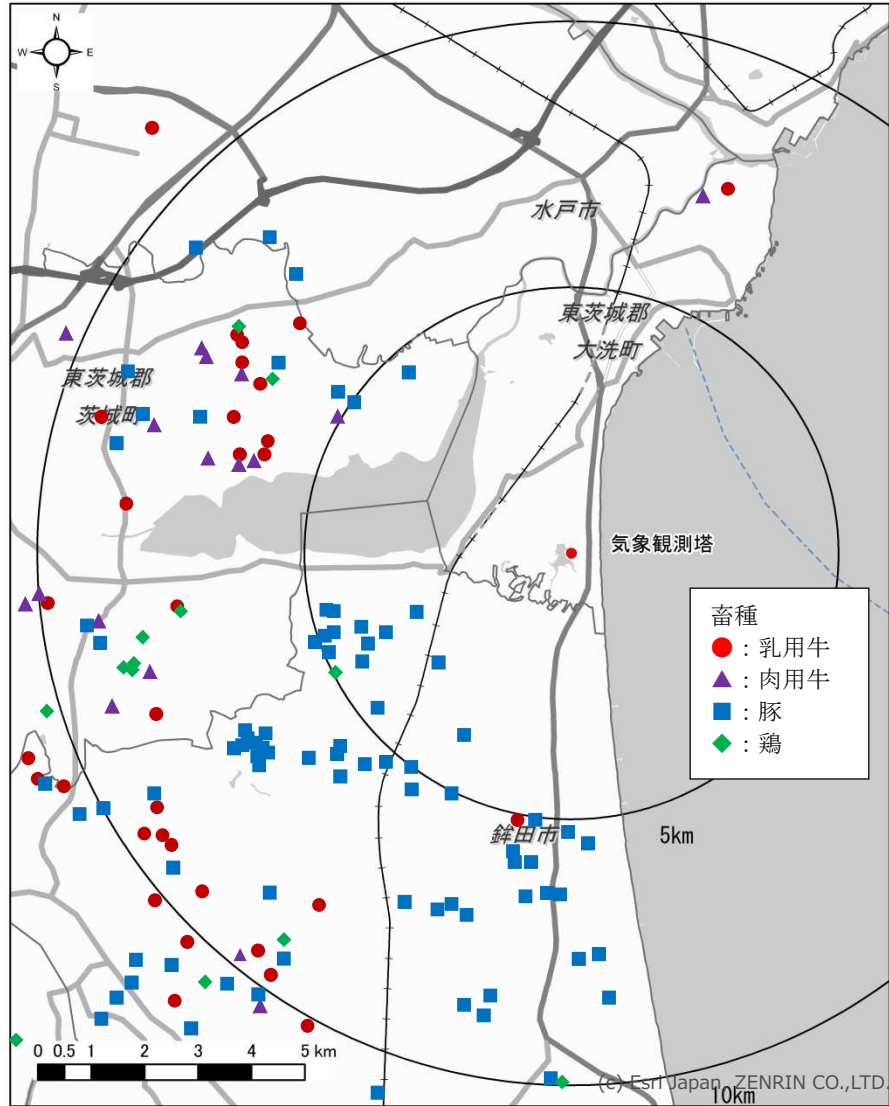 N
W E
S
水戸市
東茨城郡
大洗町
東茨城郡
茨城町
気象観測塔
畜種
：乳用牛
：肉用牛
：豚
：鶏
鉾田市
5km
0 0.5 1 2 3 4 5 km
(c) Esri Japan, ZENRIN CO.,LTD.
10km